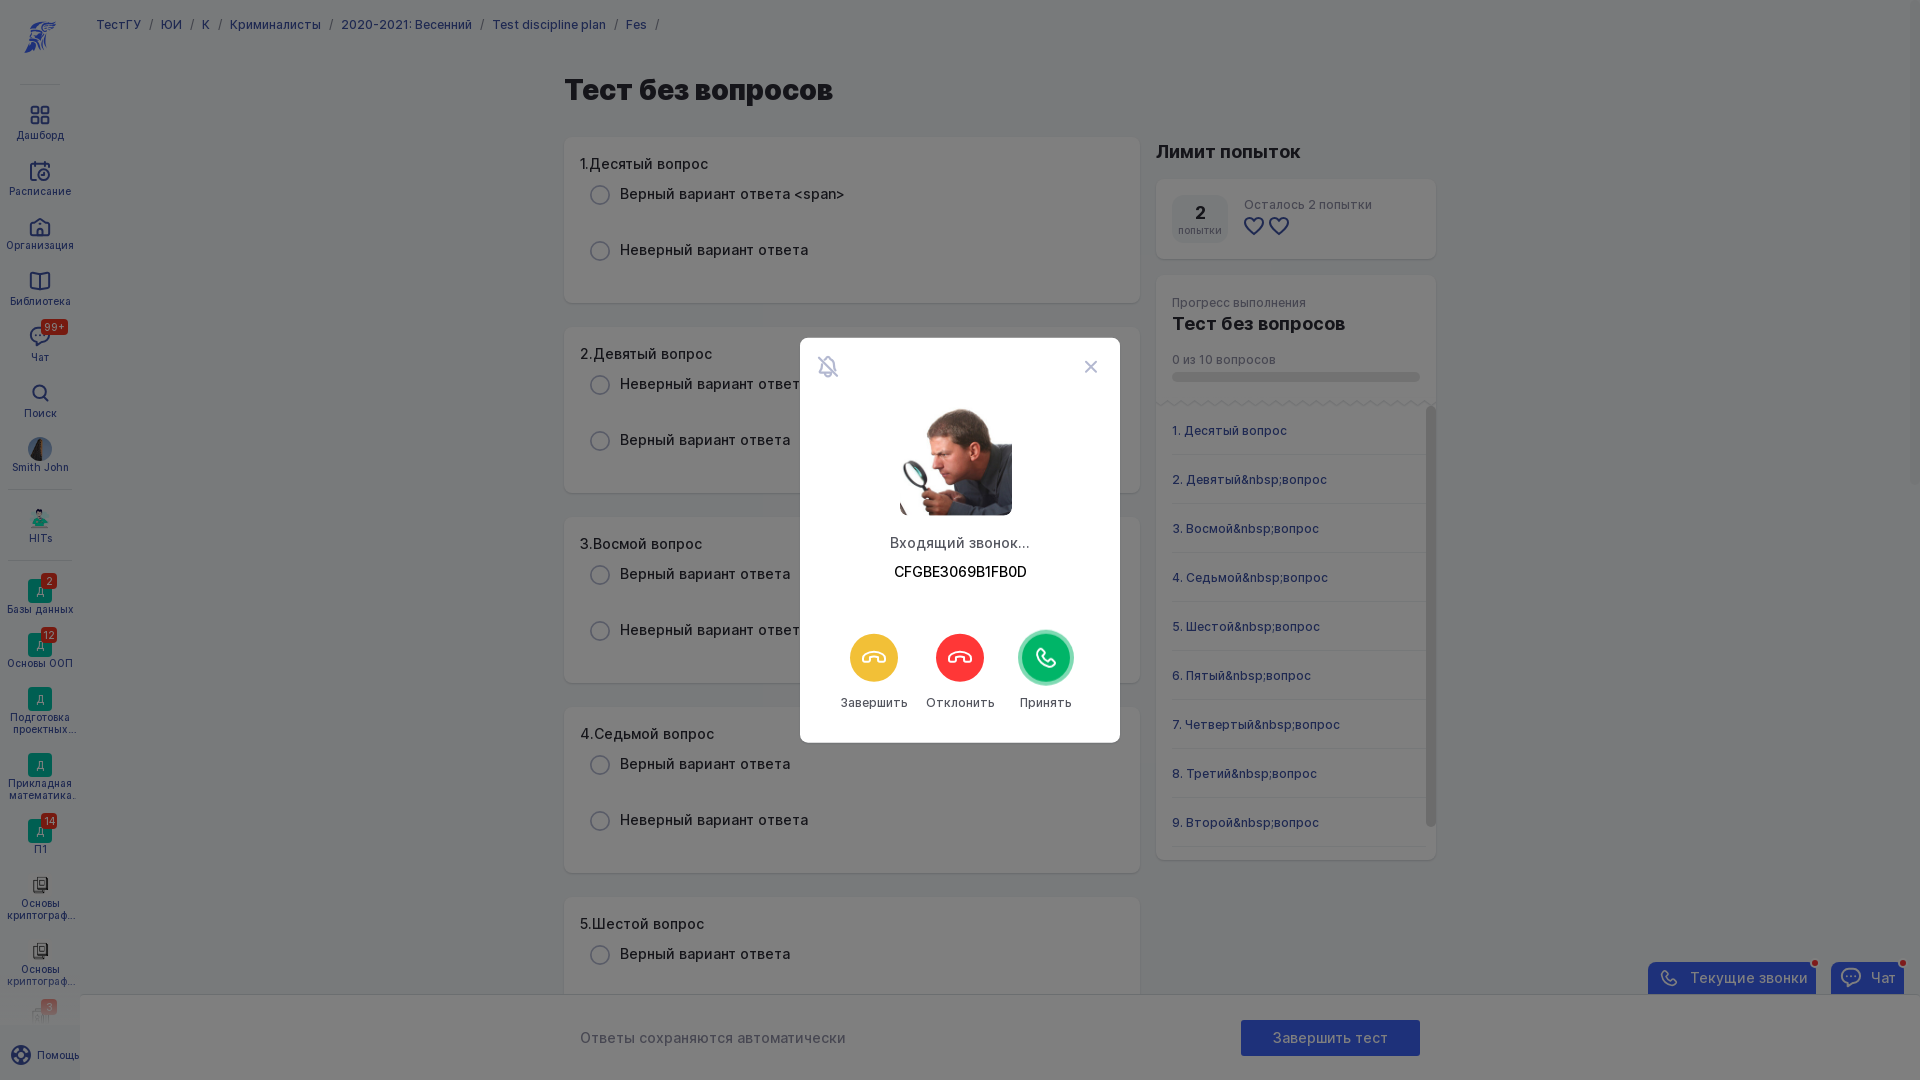 ТестГУ / ЮИ / К / Криминалисты / 2020-2021: Весенний / Test discipline plan / Fes /
Дашборд
Расписание
Организация
Библиотека
99+
Чат
Поиск
Smith John
HITs
2
Д
Базы данных
12
Д
Основы ООП
Д
Подготовка
проектных...
Д
Прикладная
математика.
14
Д
П1
Основы
криптограф...
Основы
криптограф...
3
Помощь
Тест без вопросов
1.Десятый вопрос
Верный вариант ответа <span>
Неверный вариант ответа
2.Девятый вопрос
Неверный вариант ответ
Верный вариант ответа
3.Восмой вопрос
Верный вариант ответа
Неверный вариант ответ
4.Седьмой вопрос
Верный вариант ответа
Неверный вариант ответа
5.Шестой вопрос
Верный вариант ответа
Входящий звонок...
CFGBE3069B1FB0D
Завершить
Отклонить
Принять
Лимит попыток
2
попытки
Осталось 2 попытки
Прогресс выполнения
Тест без вопросов
0 из 10 вопросов
1. Десятый вопрос
2. Девятый&nbsp;вопрос
3. Восмой&nbsp;вопрос
4. Седьмой&nbsp;вопрос
5. Шестой&nbsp;вопрос
6. Пятый&nbsp;вопрос
7. Четвертый&nbsp;вопрос
8. Третий&nbsp;вопрос
9. Второй&nbsp;вопрос
Текущие звонки
Чат
Ответы сохраняются автоматически
Завершить тест